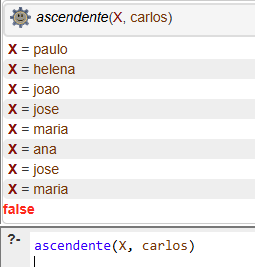 ascendente(X, carlos)
X = paulo
X = helena
X = joao
X = jose
X = maria
X = ana
X = jose
X = maria
false
?- ascendente(X, carlos)